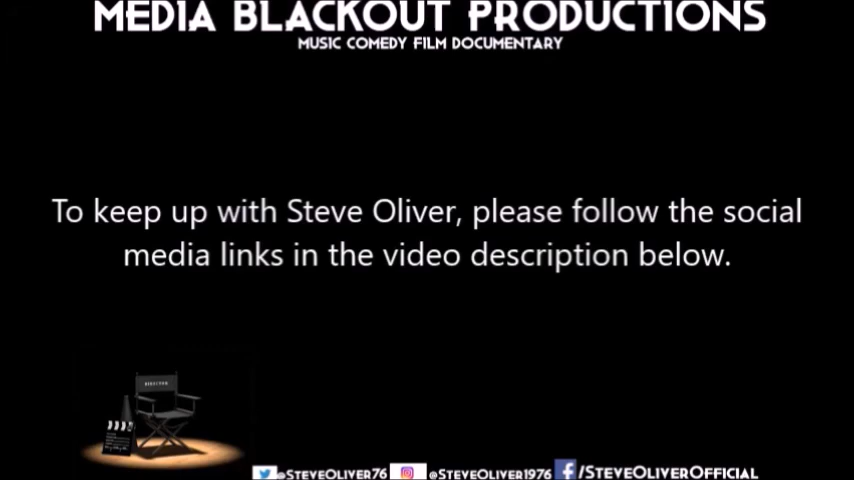 MEDIA BLACKOUT PRODUCTIONS
MUSIC COMEDY FILM DOCUMENTARY
To keep up with Steve Oliver, please follow the social
media links in the video description below.
DIRECTOR
@STEVEOLIVER76 @STEVEOLIVER1976 /STEVEOLIVEROFFICIAL